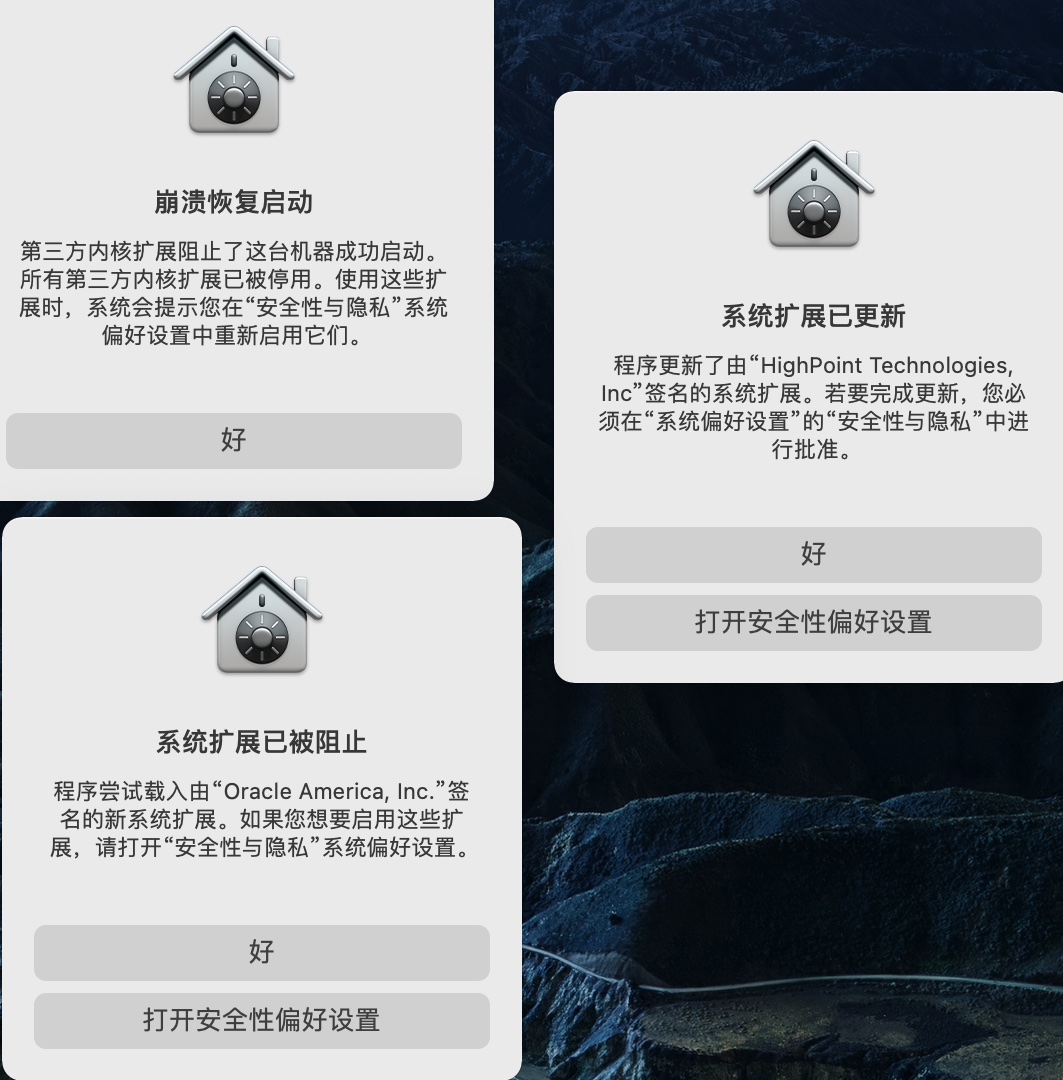 崩溃恢复启动
第三方内核扩展阻止了这台机器成功启动。
所有第三方内核扩展已被停用。使用这些扩
展时，系统会提示您在“安全性与隐私”系统
偏好设置中重新启用它们。
好
系统扩展已更新
程序更新了由“HighPoint Technologies,
Inc”签名的系统扩展。若要完成更新，您必
须在“系统偏好设置”的“安全性与隐私”中进
行批准。
好
打开安全性偏好设置
系统扩展已被阻止
程序尝试载入由“Oracle America, Inc.”签
名的新系统扩展。如果您想要启用这些扩
展，请打开“安全性与隐私”系统偏好设置。
好
打开安全性偏好设置